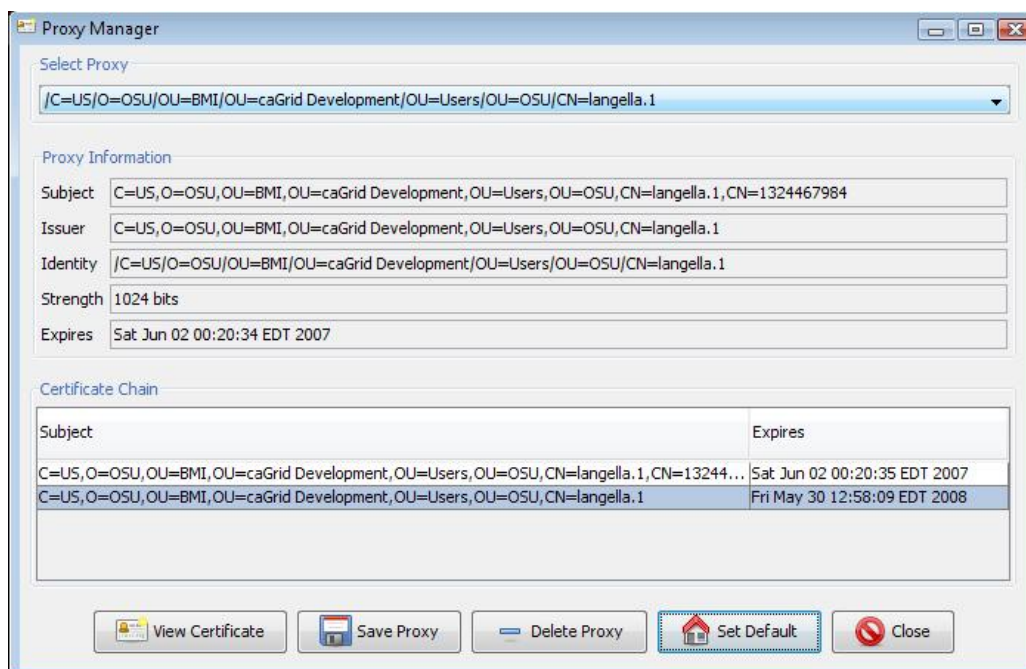 Proxy Manager
Select Proxy
/C=US/O=OSU/OU=BMI/OU=caGrid Development/OU=Users/OU=OSU/CN=langella.1
Proxy Information
Subject C=US,O=OSU,OU=BMI,OU=caGrid Development,OU=Users,OU=OSU,CN=langella.1,CN=1324467984
Issuer C=US,O=OSU,OU=BMI,OU=caGrid Development,OU=Users,OU=OSU,CN=langella.1
Identity /C=US/O=OSU/OU=BMI/OU=caGrid Development/OU=Users/OU=OSU/CN=langella.1
Strength 1024 bits
Expires Sat Jun 02 00:20:34 EDT 2007
Certificate Chain
Subject Expires
C=US,O=OSU,OU=BMI,OU=caGrid Development,OU=Users,OU=OSU,CN=langella.1,CN=13244... Sat Jun 02 00:20:35 EDT 2007
C=US,O=OSU,OU=BMI,OU=caGrid Development,OU=Users,OU=OSU,CN=langella.1 Fri May 30 12:58:09 EDT 2008
View Certificate Save Proxy Delete Proxy Set Default Close